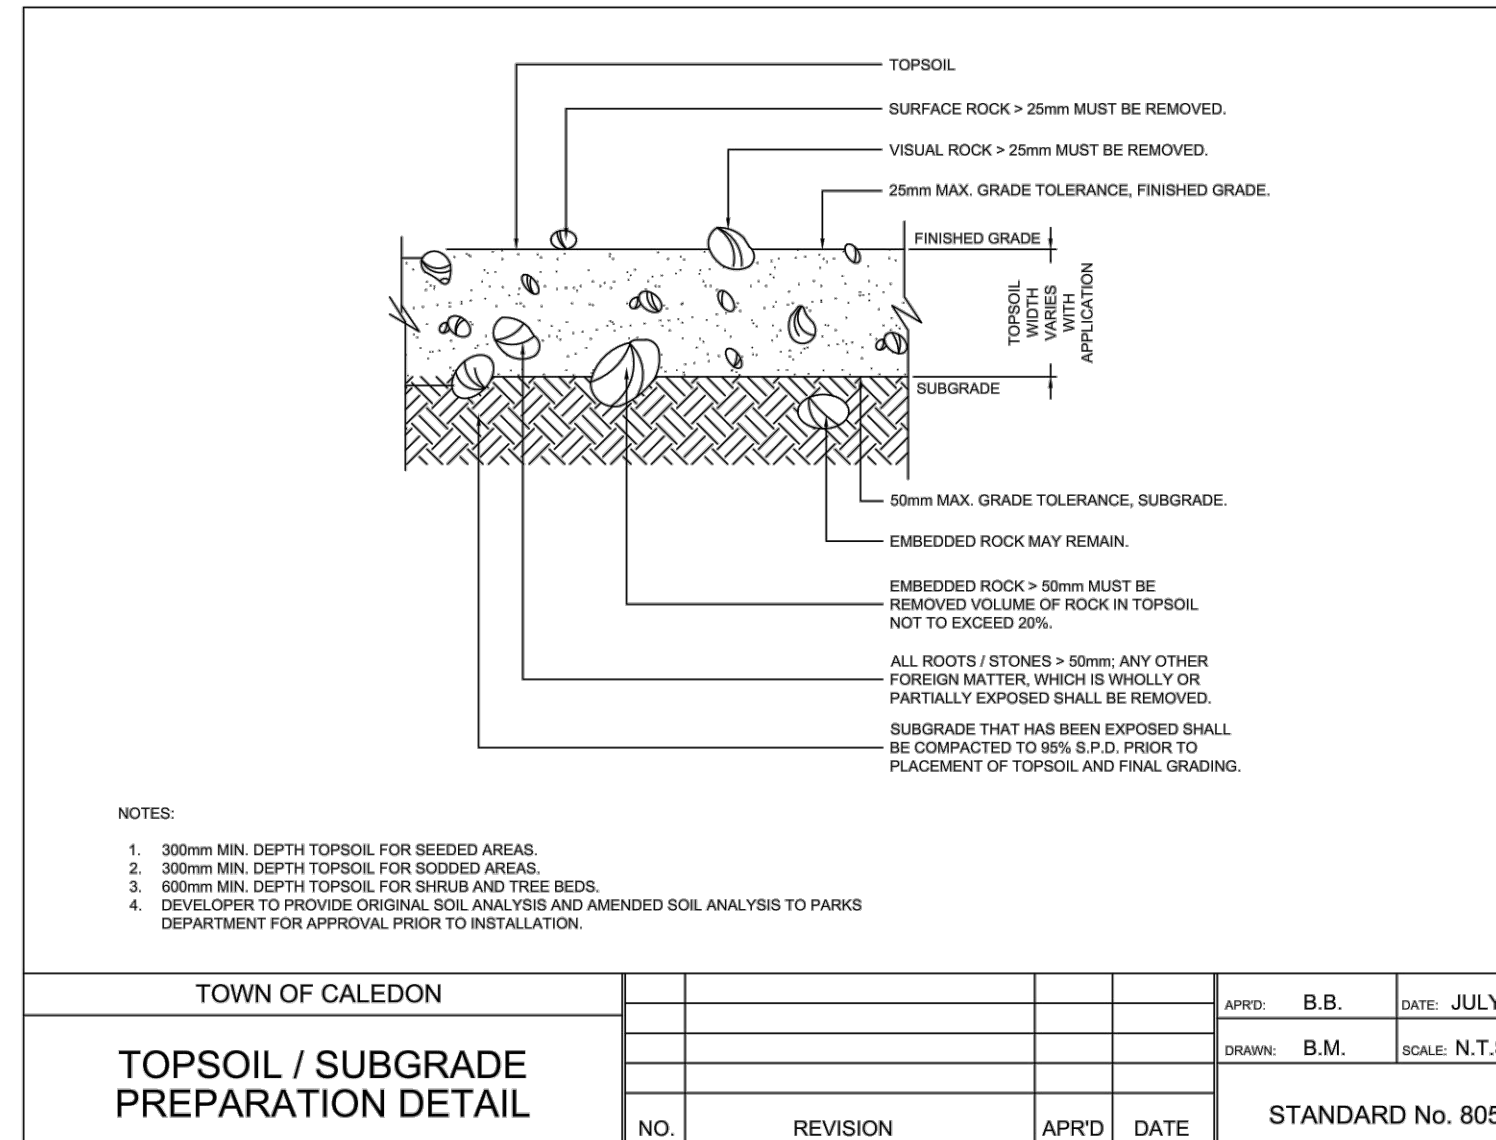 TOPSOIL
SURFACE ROCK > 25mm MUST BE REMOVED.
VISUAL ROCK > 25mm MUST BE REMOVED.
25mm MAX. GRADE TOLERANCE, FINISHED GRADE.
FINISHED GRADE
TOPSOIL
WIDTH
VARIES
WITH
APPLICATION
SUBGRADE
50mm MAX. GRADE TOLERANCE, SUBGRADE.
EMBEDDED ROCK MAY REMAIN.
EMBEDDED ROCK > 50mm MUST BE
REMOVED VOLUME OF ROCK IN TOPSOIL
NOT TO EXCEED 20%.
ALL ROOTS / STONES > 50mm; ANY OTHER
FOREIGN MATTER, WHICH IS WHOLLY OR
PARTIALLY EXPOSED SHALL BE REMOVED.
SUBGRADE THAT HAS BEEN EXPOSED SHALL
BE COMPACTED TO 95% S.P.D. PRIOR TO
PLACEMENT OF TOPSOIL AND FINAL GRADING.
NOTES:
1. 300mm MIN. DEPTH TOPSOIL FOR SEEDED AREAS.
2. 300mm MIN. DEPTH TOPSOIL FOR SODDED AREAS.
3. 600mm MIN. DEPTH TOPSOIL FOR SHRUB AND TREE BEDS.
4. DEVELOPER TO PROVIDE ORIGINAL SOIL ANALYSIS AND AMENDED SOIL ANALYSIS TO PARKS
DEPARTMENT FOR APPROVAL PRIOR TO INSTALLATION.
TOWN OF CALEDON
TOPSOIL / SUBGRADE
PREPARATION DETAIL
NO. REVISION APR'D DATE
APR'D: B.B. DATE: JULY
DRAWN: B.M. SCALE: N.T.
STANDARD No. 805